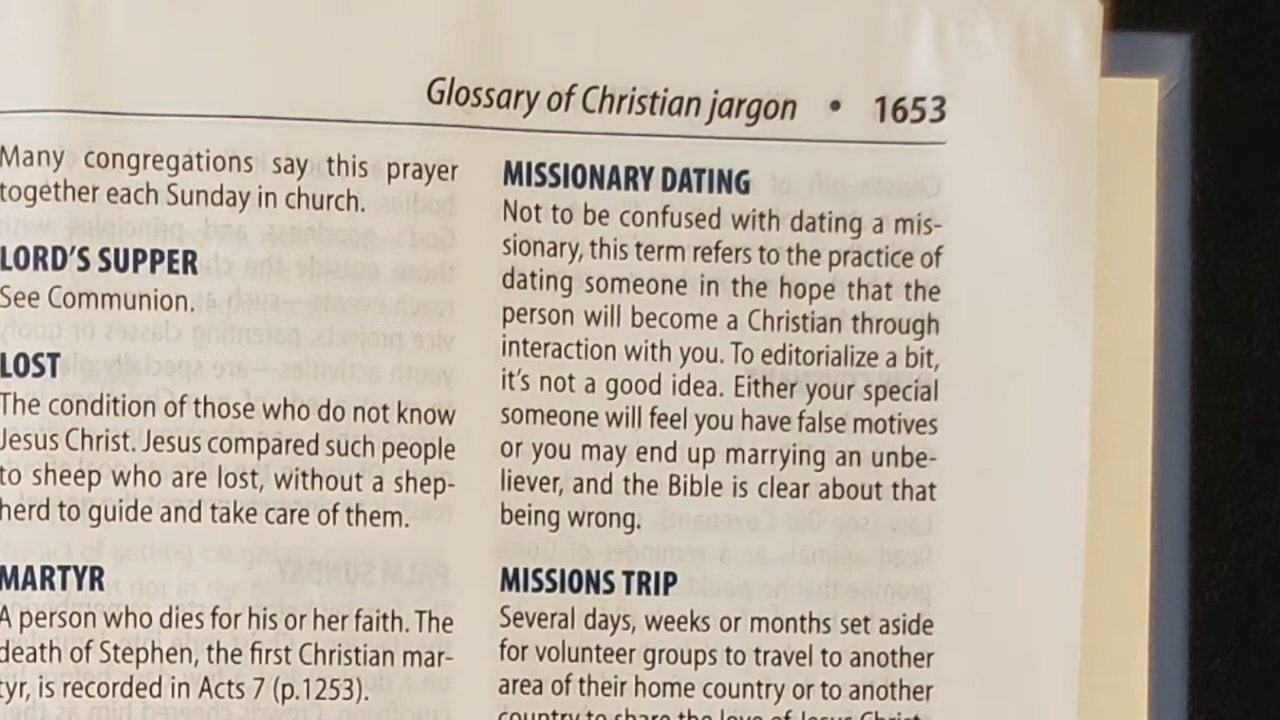 Glossary of Christian jargon • 1653
Many congregations say this prayer
together each Sunday in church.
LORD'S SUPPER
See Communion.
LOST
The condition of those who do not know
Jesus Christ. Jesus compared such people
to sheep who are lost, without a shep-
herd to guide and take care of them.
MARTYR
A person who dies for his or her faith. The
death of Stephen, the first Christian mar-
tyr, is recorded in Acts 7 (p.1253).
MISSIONARY DATING
Not to be confused with dating a mis-
sionary, this term refers to the practice of
dating someone in the hope that the
person will become a Christian through
interaction with you. To editorialize a bit,
it's not a good idea. Either your special
someone will feel you have false motives
or you may end up marrying an unbe-
liever, and the Bible is clear about that
being wrong.
MISSIONS TRIP
Several days, weeks or months set aside
for volunteer groups to travel to another
area of their home country or to another
country to share the love of Jesus Christ